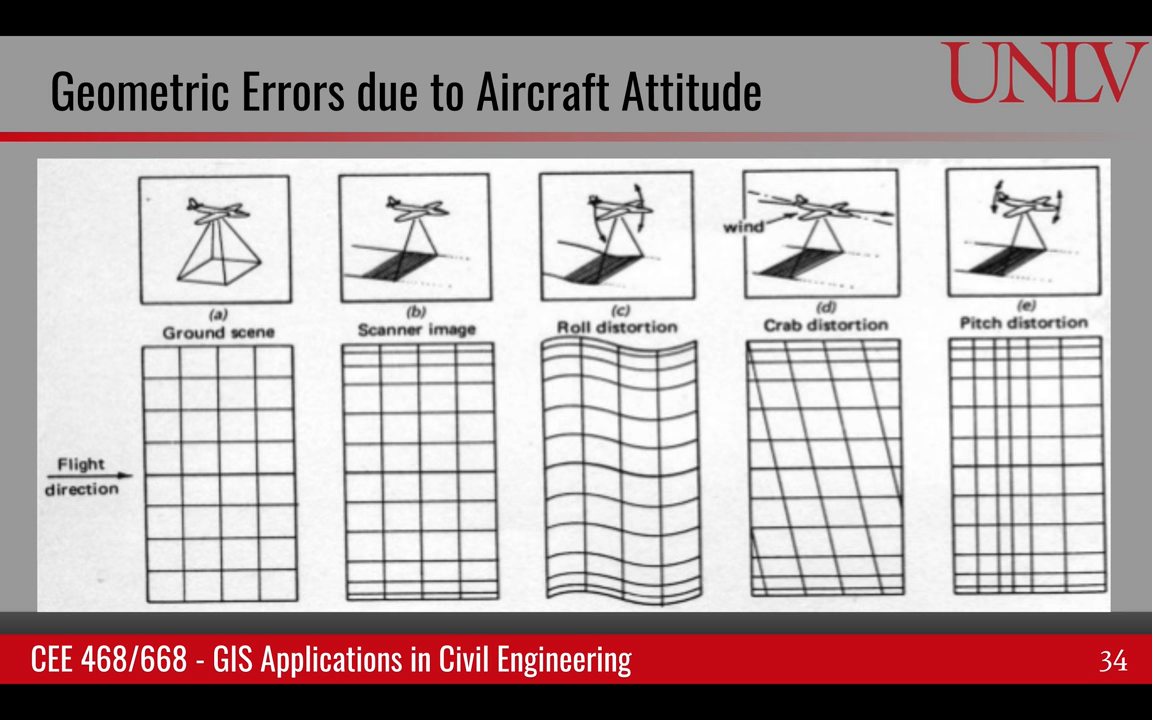 UNLV
Geometric Errors due to Aircraft Attitude
wind
(a)
Ground scene
(b)
Scanner image
(c)
Roll distortion
(d)
Crab distortion
(e)
Pitch distortion
Flight
direction
CEE 468/668 - GIS Applications in Civil Engineering
34